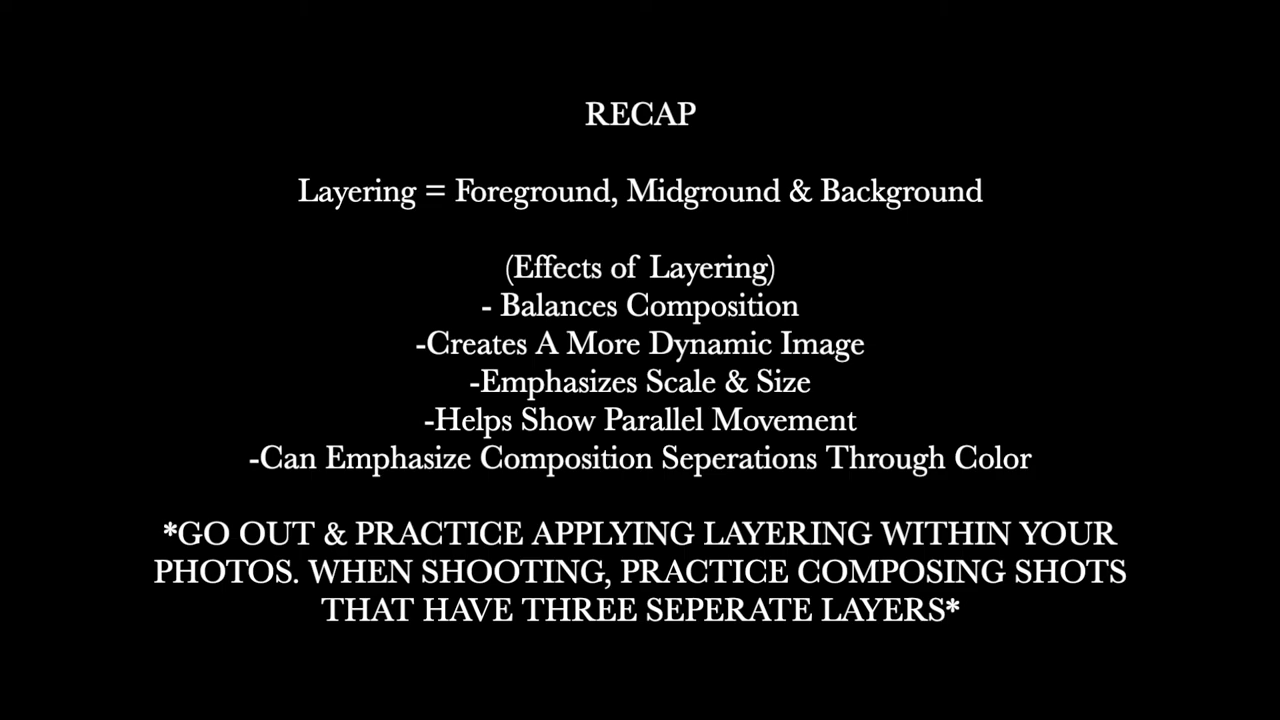 RECAP
Layering = Foreground, Midground & Background
(Effects of Layering)
- Balances Composition
-Creates A More Dynamic Image
-Emphasizes Scale & Size
-Helps Show Parallel Movement
-Can Emphasize Composition Seperations Through Color
*GO OUT & PRACTICE APPLYING LAYERING WITHIN YOUR
PHOTOS. WHEN SHOOTING, PRACTICE COMPOSING SHOTS
THAT HAVE THREE SEPERATE LAYERS*